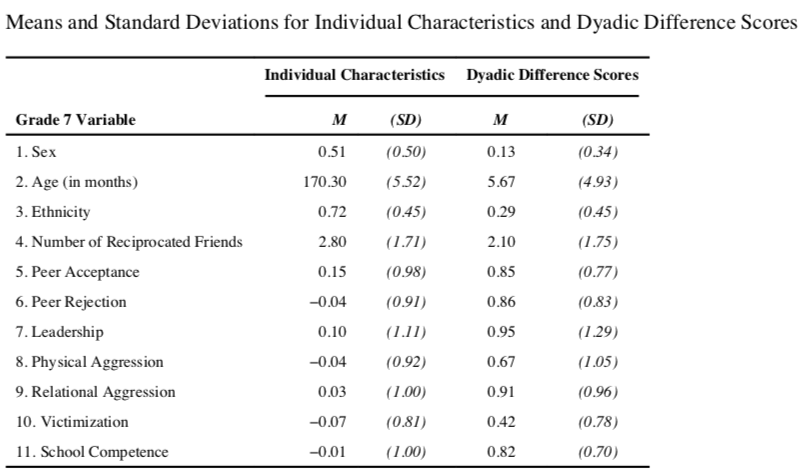 Means and Standard Deviations for Individual Characteristics and Dyadic Difference Scores
Individual Characteristics Dyadic Difference Scores
Grade 7 Variable M (SD) M (SD)
1. Sex 0.51 (0.50) 0.13 (0.34)
2. Age (in months) 170.30 (5.52) 5.67 (4.93)
3. Ethnicity 0.72 (0.45) 0.29 (0.45)
4. Number of Reciprocated Friends 2.80 (1.71) 2.10 (1.75)
5. Peer Acceptance 0.15 (0.98) 0.85 (0.77)
6. Peer Rejection −0.04 (0.91) 0.86 (0.83)
7. Leadership 0.10 (1.11) 0.95 (1.29)
8. Physical Aggression −0.04 (0.92) 0.67 (1.05)
9. Relational Aggression 0.03 (1.00) 0.91 (0.96)
10. Victimization −0.07 (0.81) 0.42 (0.78)
11. School Competence −0.01 (1.00) 0.82 (0.70)